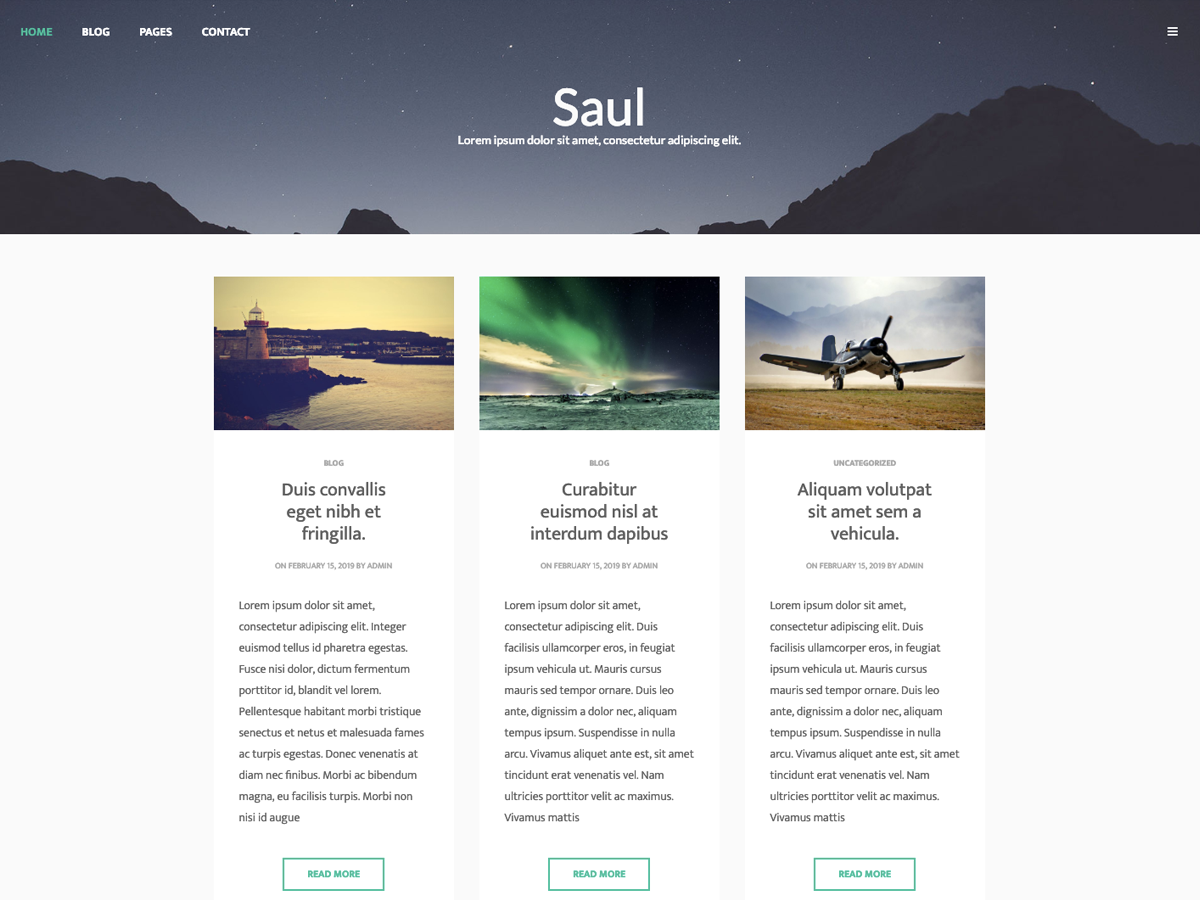 HOME BLOG PAGES CONTACT
Saul
Lorem ipsum dolor sit amet, consectetur adipiscing elit.
BLOG
Duis convallis
eget nibh et
fringilla.
ON FEBRUARY 15, 2019 BY ADMIN
Lorem ipsum dolor sit amet,
consectetur adipiscing elit. Integer
euismod tellus id pharetra egestas.
Fusce nisi dolor, dictum fermentum
porttitor id, blandit vel lorem.
Pellentesque habitant morbi tristique
senectus et netus et malesuada fames
ac turpis egestas. Donec venenatis at
diam nec finibus. Morbi ac bibendum
magna, eu facilisis turpis. Morbi non
nisi id augue
READ MORE
BLOG
Curabitur
euismod nisl at
interdum dapibus
ON FEBRUARY 15, 2019 BY ADMIN
Lorem ipsum dolor sit amet,
consectetur adipiscing elit. Duis
facilisis ullamcorper eros, in feugiat
ipsum vehicula ut. Mauris cursus
mauris sed tempor ornare. Duis leo
ante, dignissim a dolor nec, aliquam
tempus ipsum. Suspendisse in nulla
arcu. Vivamus aliquet ante est, sit amet
tincidunt erat venenatis vel. Nam
ultricies porttitor velit ac maximus.
Vivamus mattis
READ MORE
UNCATEGORIZED
Aliquam volutpat
sit amet sem a
vehicula.
ON FEBRUARY 15, 2019 BY ADMIN
Lorem ipsum dolor sit amet,
consectetur adipiscing elit. Duis
facilisis ullamcorper eros, in feugiat
ipsum vehicula ut. Mauris cursus
mauris sed tempor ornare. Duis leo
ante, dignissim a dolor nec, aliquam
tempus ipsum. Suspendisse in nulla
arcu. Vivamus aliquet ante est, sit amet
tincidunt erat venenatis vel. Nam
ultricies porttitor velit ac maximus.
Vivamus mattis
READ MORE